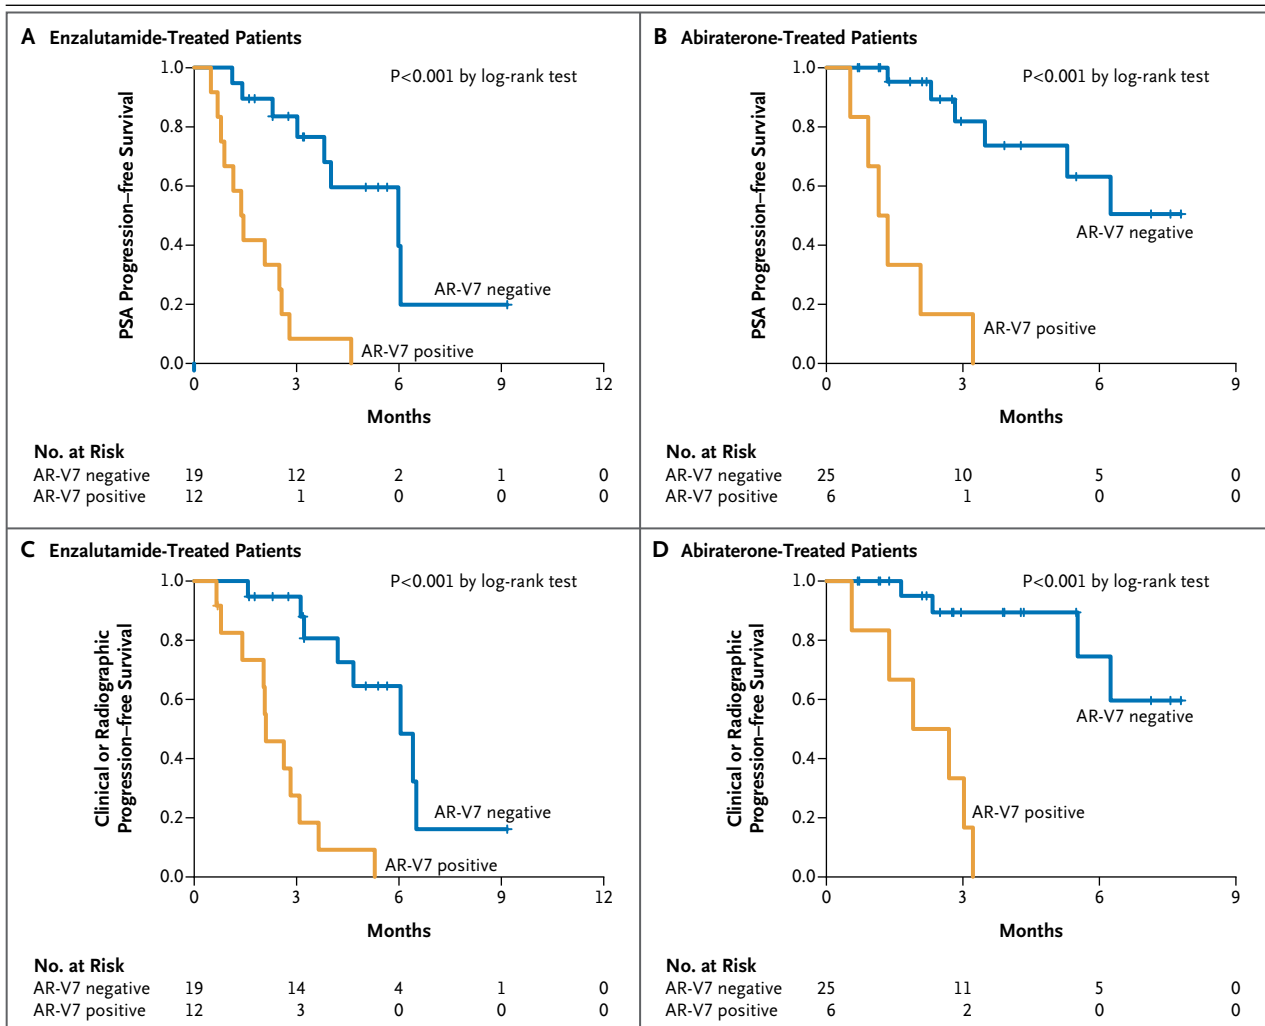 A Enzalutamide-Treated Patients
P<0.001 by log-rank test
PSA Progression–free Survival
1.0
0.8
0.6
0.4
0.2
0.0
AR-V7 negative
AR-V7 positive
0 3 6 9 12
Months
No. at Risk
AR-V7 negative 19 12 2 1 0
AR-V7 positive 12 1 0 0 0
B Abiraterone-Treated Patients
P<0.001 by log-rank test
PSA Progression–free Survival
1.0
0.8
0.6
0.4
0.2
0.0
AR-V7 negative
AR-V7 positive
0 3 6 9
Months
No. at Risk
AR-V7 negative 25 10 5 0
AR-V7 positive 6 1 0 0
C Enzalutamide-Treated Patients
P<0.001 by log-rank test
Clinical or Radiographic
Progression–free Survival
1.0
0.8
0.6
0.4
0.2
0.0
AR-V7 negative
AR-V7 positive
0 3 6 9 12
Months
No. at Risk
AR-V7 negative 19 14 4 1 0
AR-V7 positive 12 3 0 0 0
D Abiraterone-Treated Patients
P<0.001 by log-rank test
Clinical or Radiographic
Progression–free Survival
1.0
0.8
0.6
0.4
0.2
0.0
AR-V7 negative
AR-V7 positive
0 3 6 9
Months
No. at Risk
AR-V7 negative 25 11 5 0
AR-V7 positive 6 2 0 0